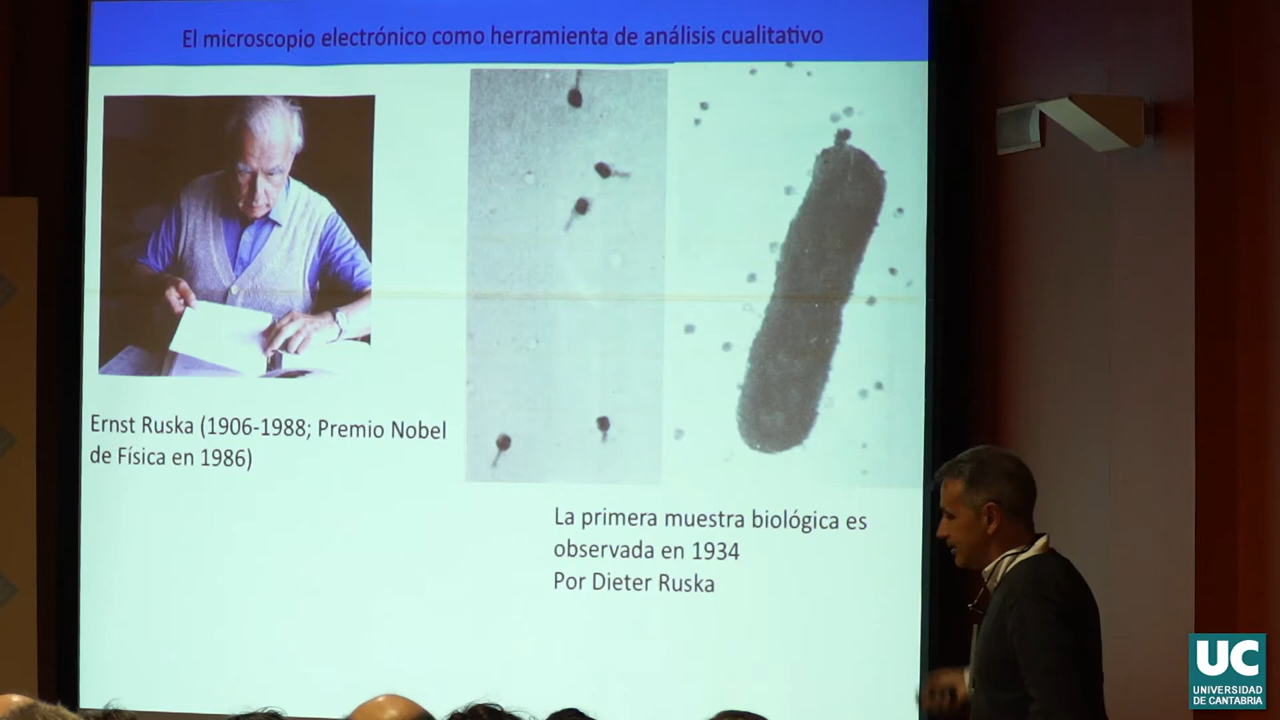 El microscopio electrónico como herramienta de análisis cualitativo
Ernst Ruska (1906-1988; Premio Nobel
de Física en 1986)
La primera muestra biológica es
observada en 1934
Por Dieter Ruska
UC
UNIVERSIDAD
DE CANTABRIA